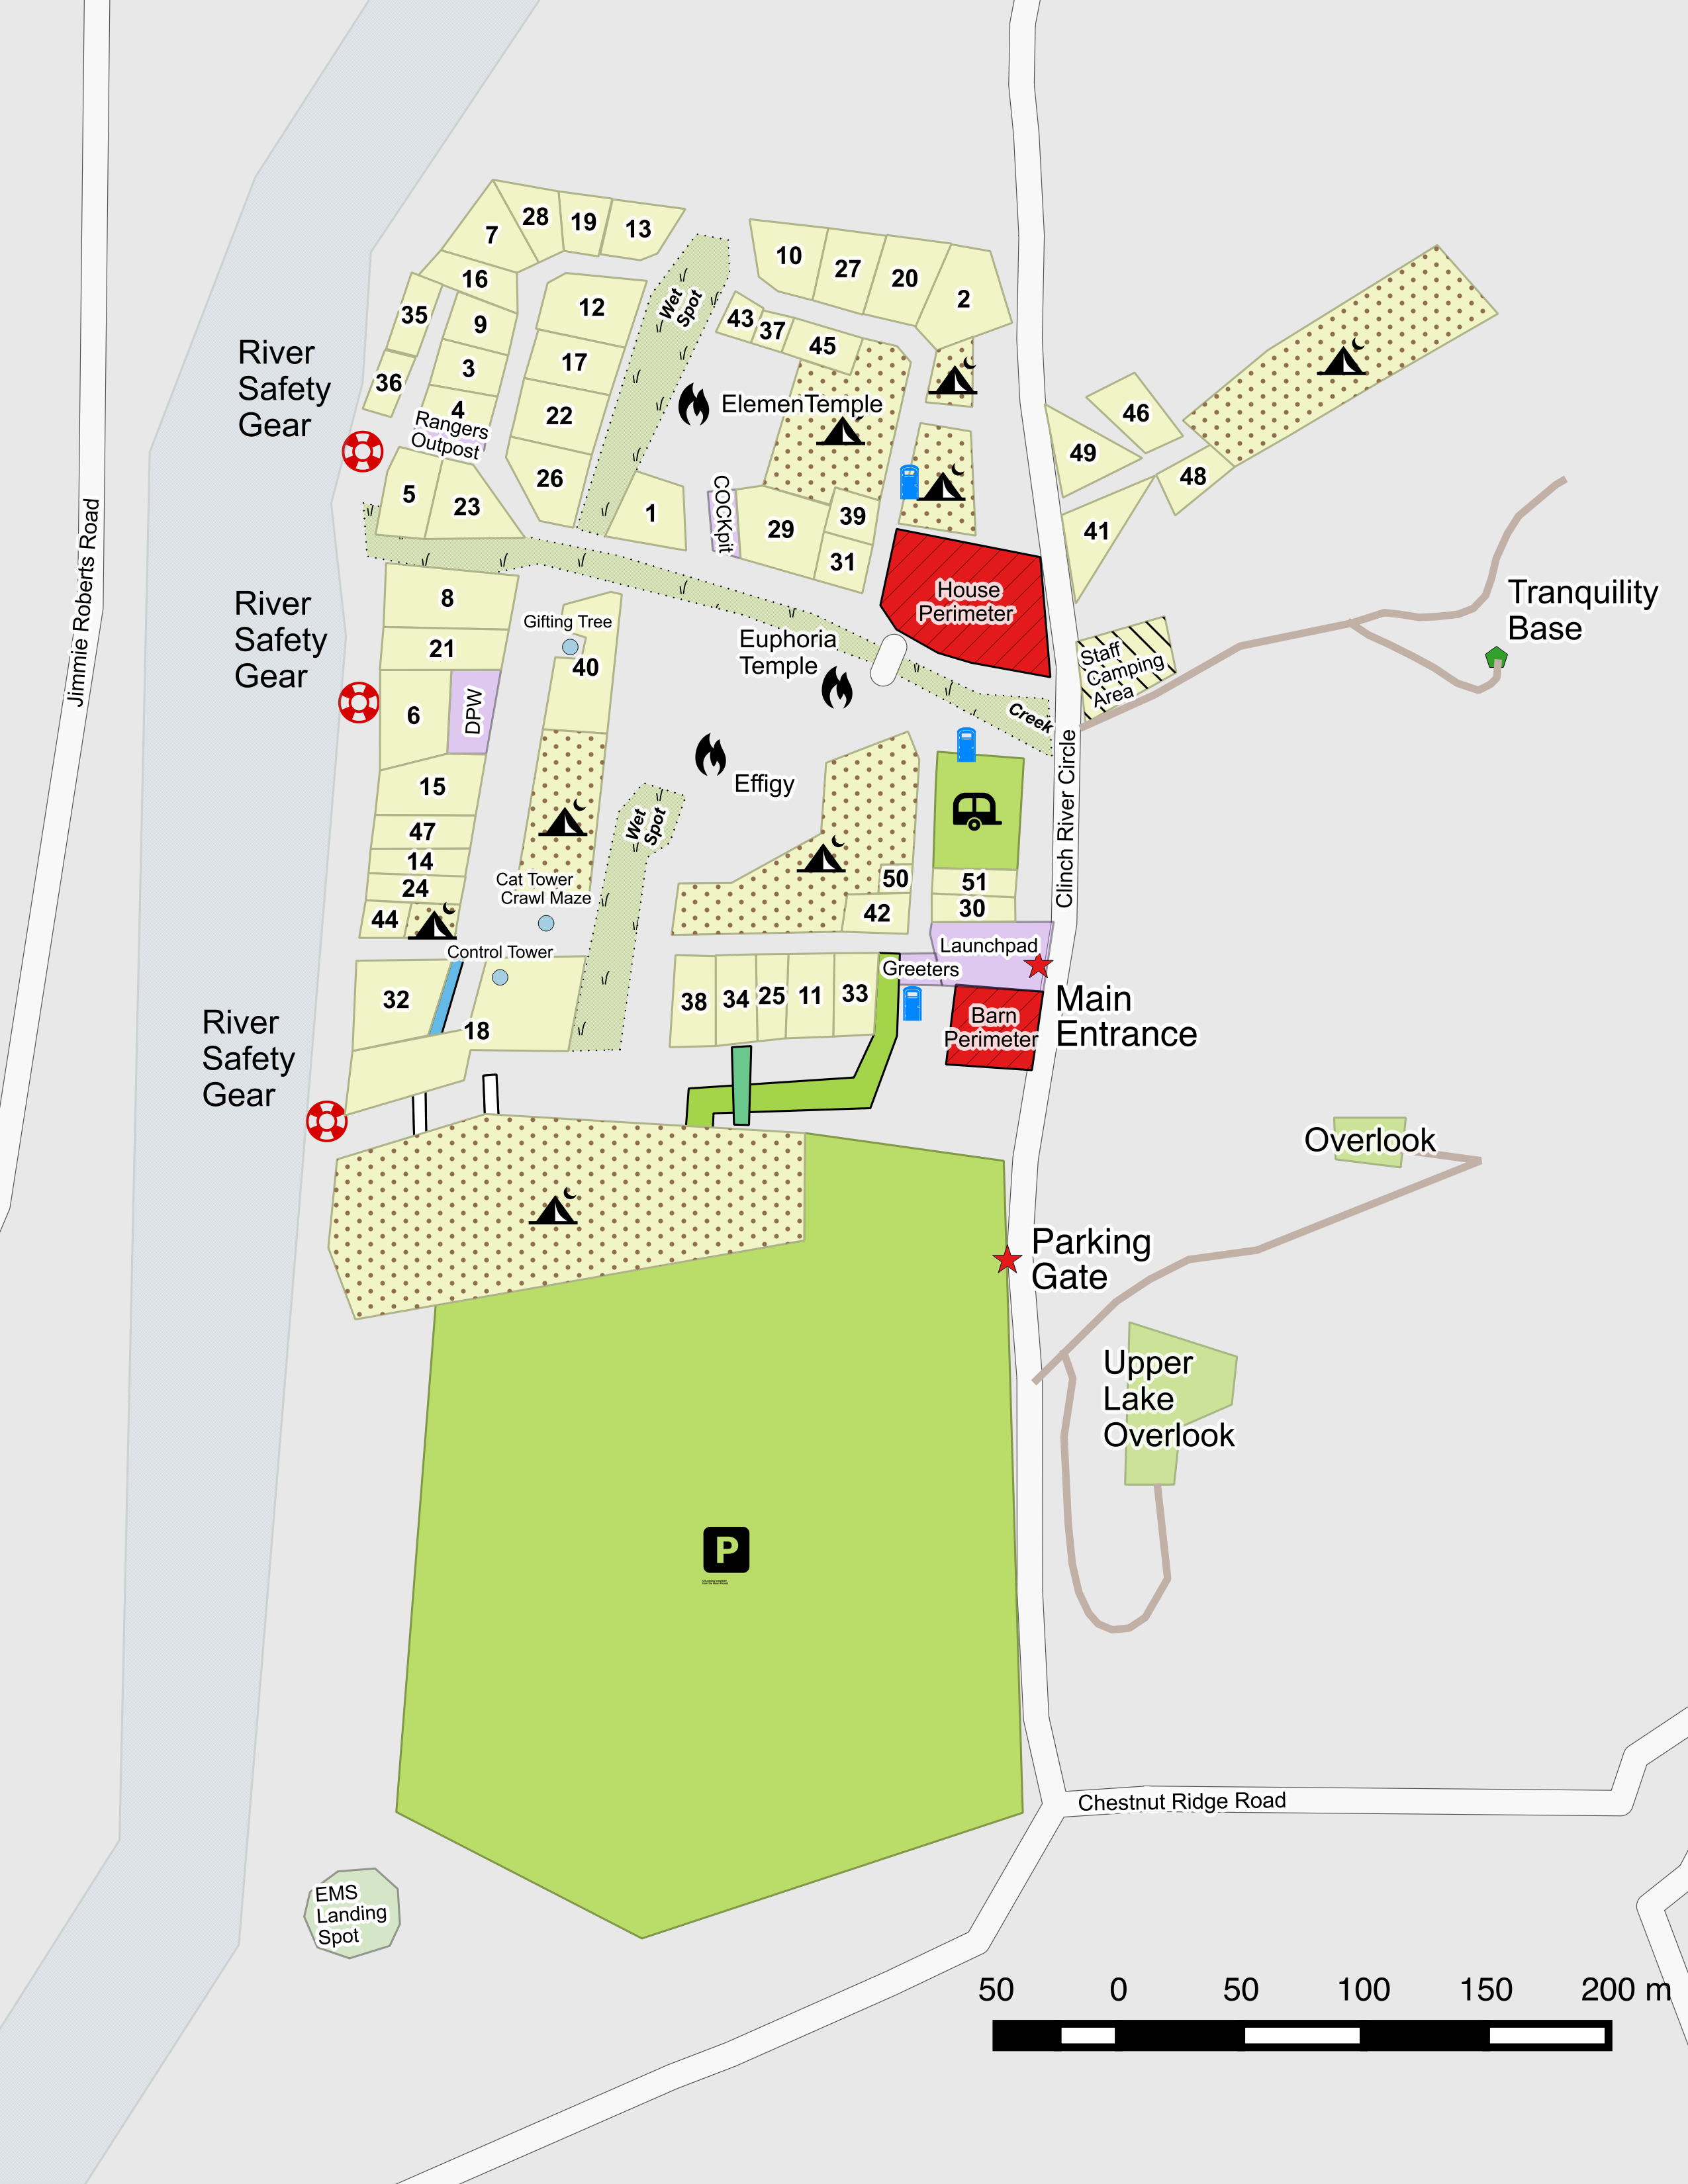 28
19
13
7
10
27
20
2
16
12
35
9
Wet
Spot
43
37
45
River
Safety
Gear
3
17
36
4
22
ElemenTemple
46
Rangers
Outpost
49
48
5
23
26
1
COCKpit
29
39
41
31
Jimmie Roberts Road
River
Safety
Gear
8
21
Gifting Tree
40
House
Perimeter
Euphoria
Temple
Staff
Camping
Area
Tranquility
Base
6
DPW
Creek
Clinch River Circle
15
Effigy
47
Wet
Spot
14
24
44
Cat Tower
Crawl Maze
50
42
51
30
Control Tower
Launchpad
Greeters
32
18
38
34
25
11
33
Barn
Perimeter
Main
Entrance
River
Safety
Gear
Overlook
Parking
Gate
Upper
Lake
Overlook
P
Chestnut Ridge Road
EMS
Landing
Spot
50 0 50 100 150 200 m